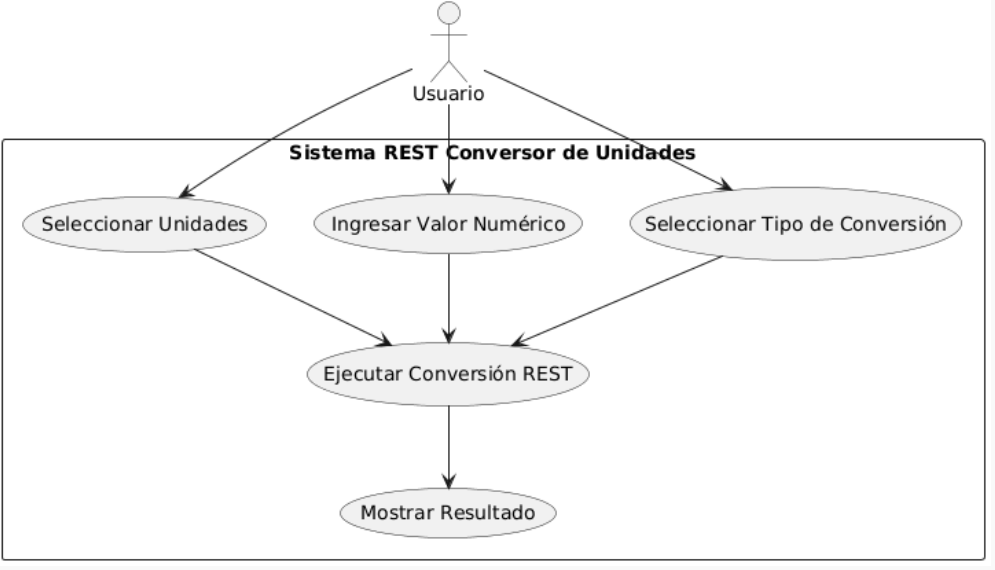 Usuario
Sistema REST Conversor de Unidades
Seleccionar Unidades
Ingresar Valor Numérico
Seleccionar Tipo de Conversión
Ejecutar Conversión REST
Mostrar Resultado